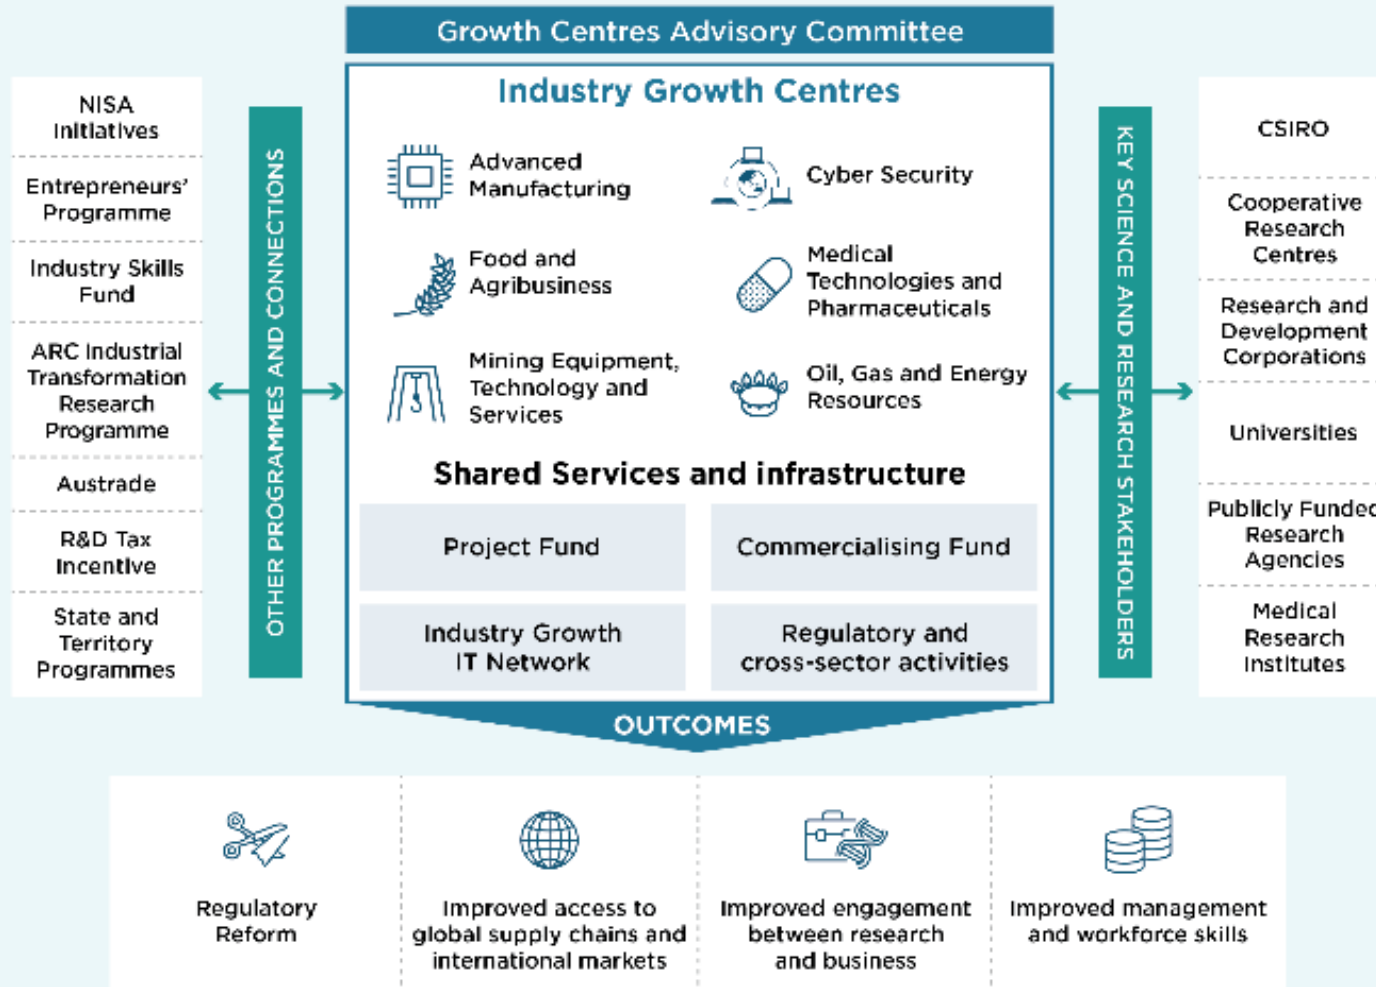 Growth Centres Advisory Committee
Industry Growth Centres
Advanced
Manufacturing
Cyber Security
Food and
Agribusiness
Medical
Technologies and
Pharmaceuticals
Mining Equipment,
Technology and
Services
Oil, Gas and Energy
Resources
Shared Services and infrastructure
Project Fund
Commercialising Fund
Industry Growth
IT Network
Regulatory and
cross-sector activities
NISA
Initiatives
Entrepreneurs'
Programme
Industry Skills
Fund
ARC Industrial
Transformation
Research
Programme
Austrade
R&D Tax
Incentive
State and
Territory
Programmes
OTHER PROGRAMMES AND CONNECTIONS
KEY SCIENCE AND RESEARCH STAKEHOLDERS
CSIRO
Cooperative
Research
Centres
Research and
Development
Corporations
Universities
Publicly Funded
Research
Agencies
Medical
Research
Institutes
OUTCOMES
Regulatory
Reform
Improved access to
global supply chains and
international markets
Improved engagement
between research
and business
Improved management
and workforce skills